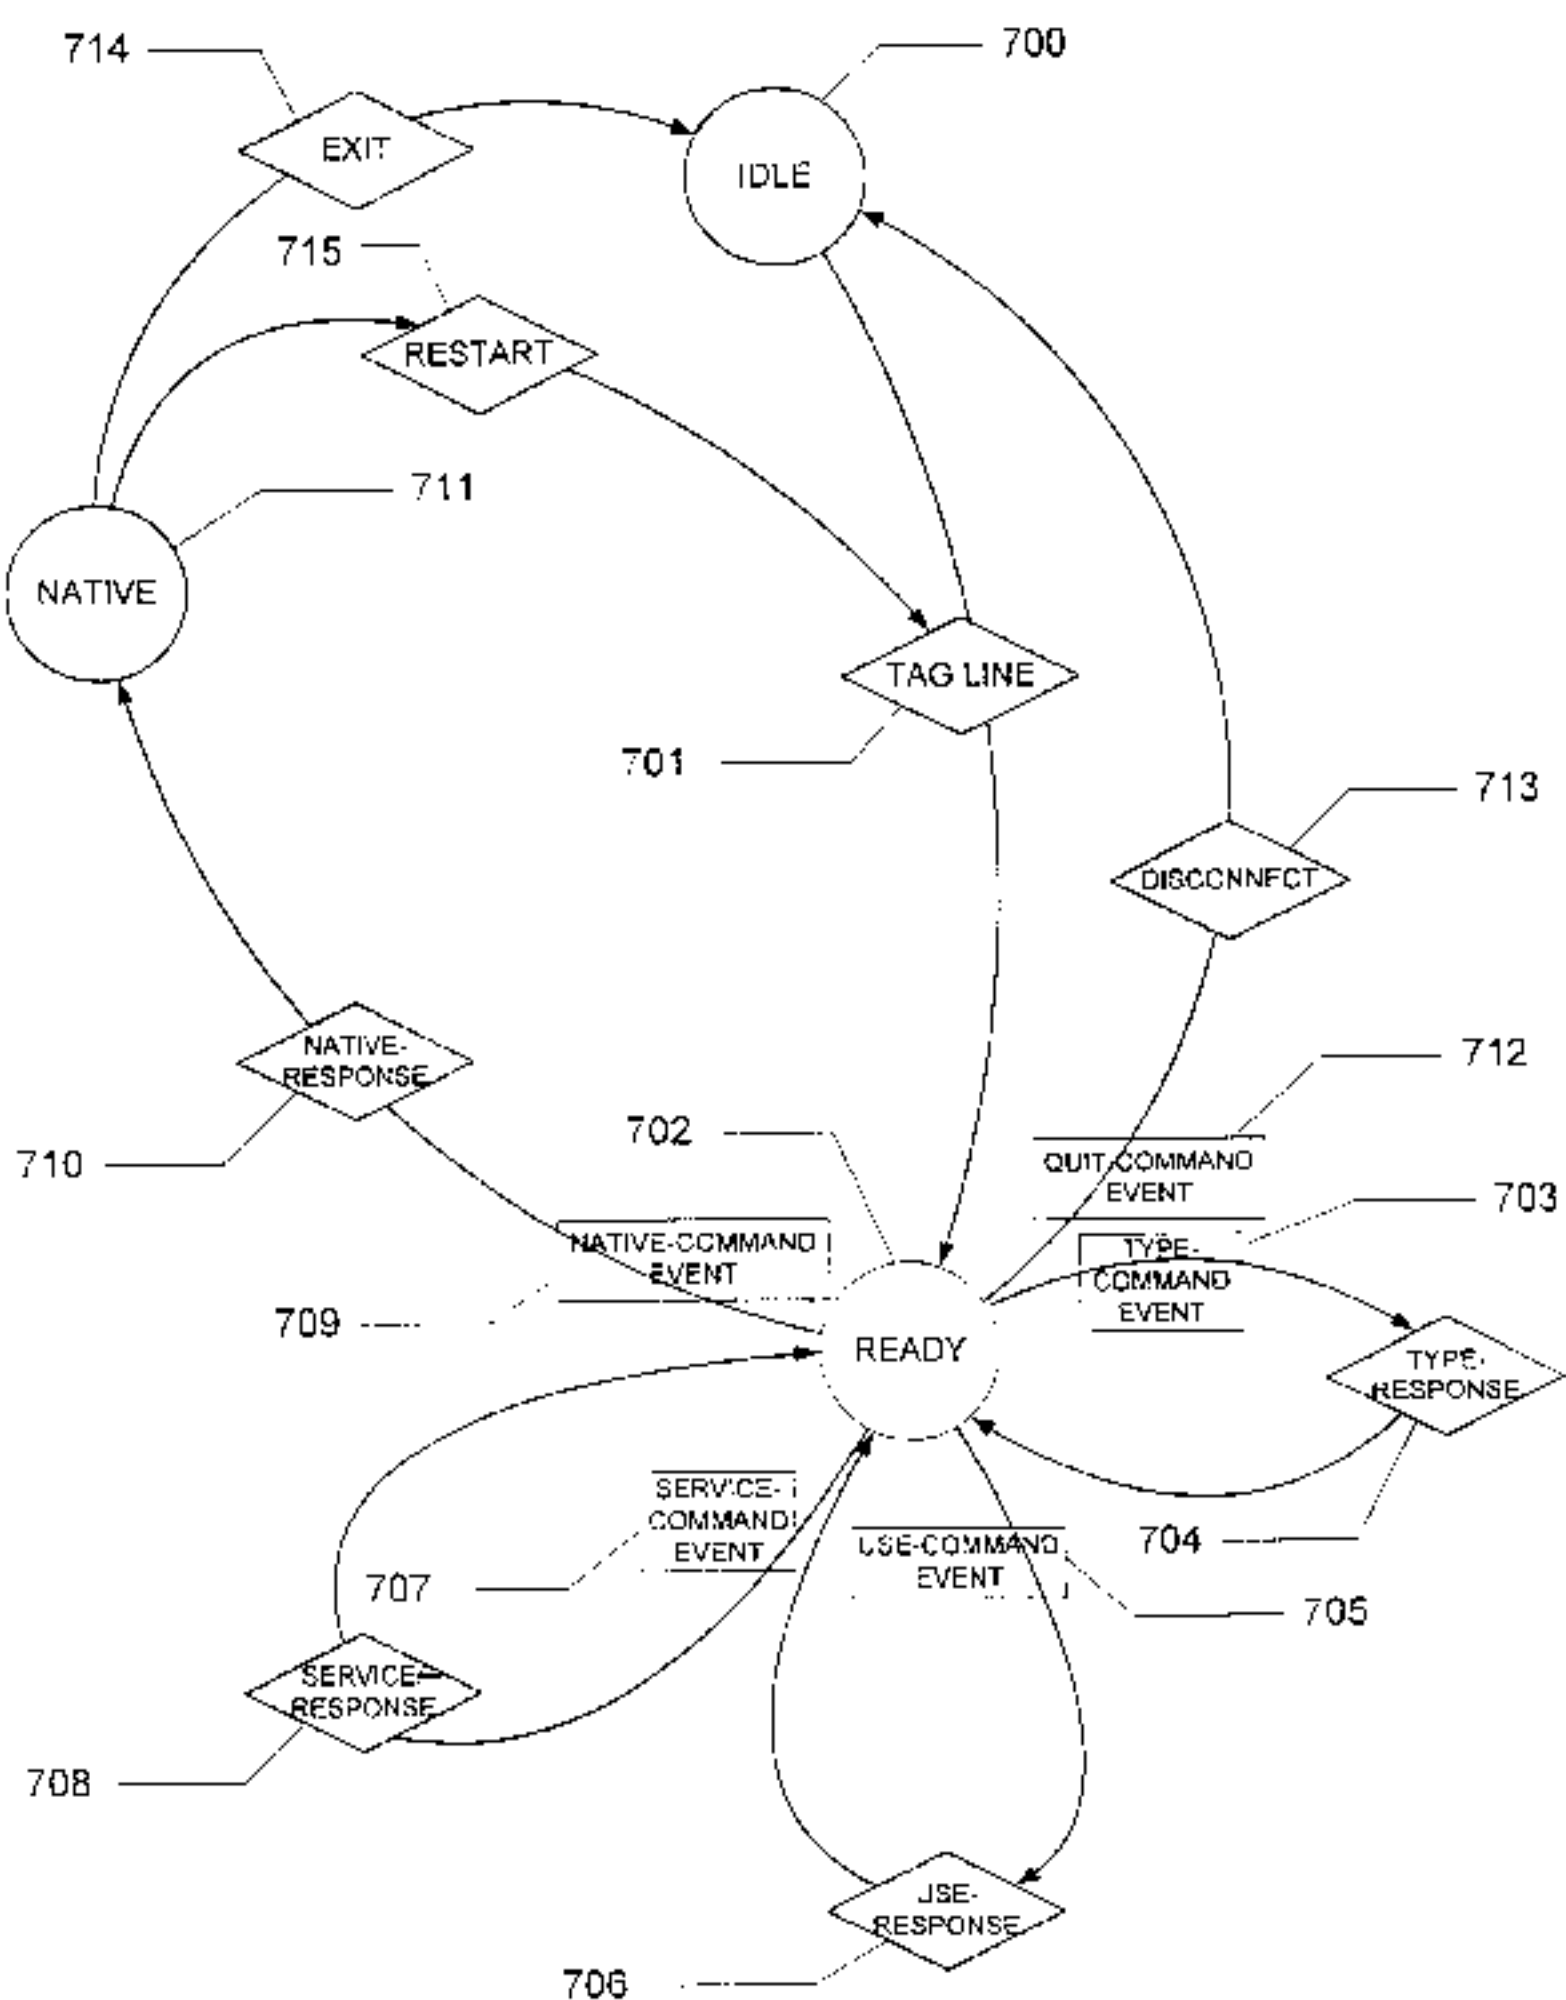 714
700
EXIT
IDLE
715
RESTART
711
NATIVE
TAG LINE
701
713
DISCONNECT
NATIVE-
RESPONSE
712
702
710
QUIT-COMMAND
EVENT
703
NATIVE-COMMAND
EVENT
TYPE-
COMMAND
EVENT
709
READY
TYPE-
RESPONSE
SERVICE-
COMMAND
EVENT
704
USE-COMMAND
EVENT
707
705
SERVICE-
RESPONSE
708
USE-
RESPONSE
706